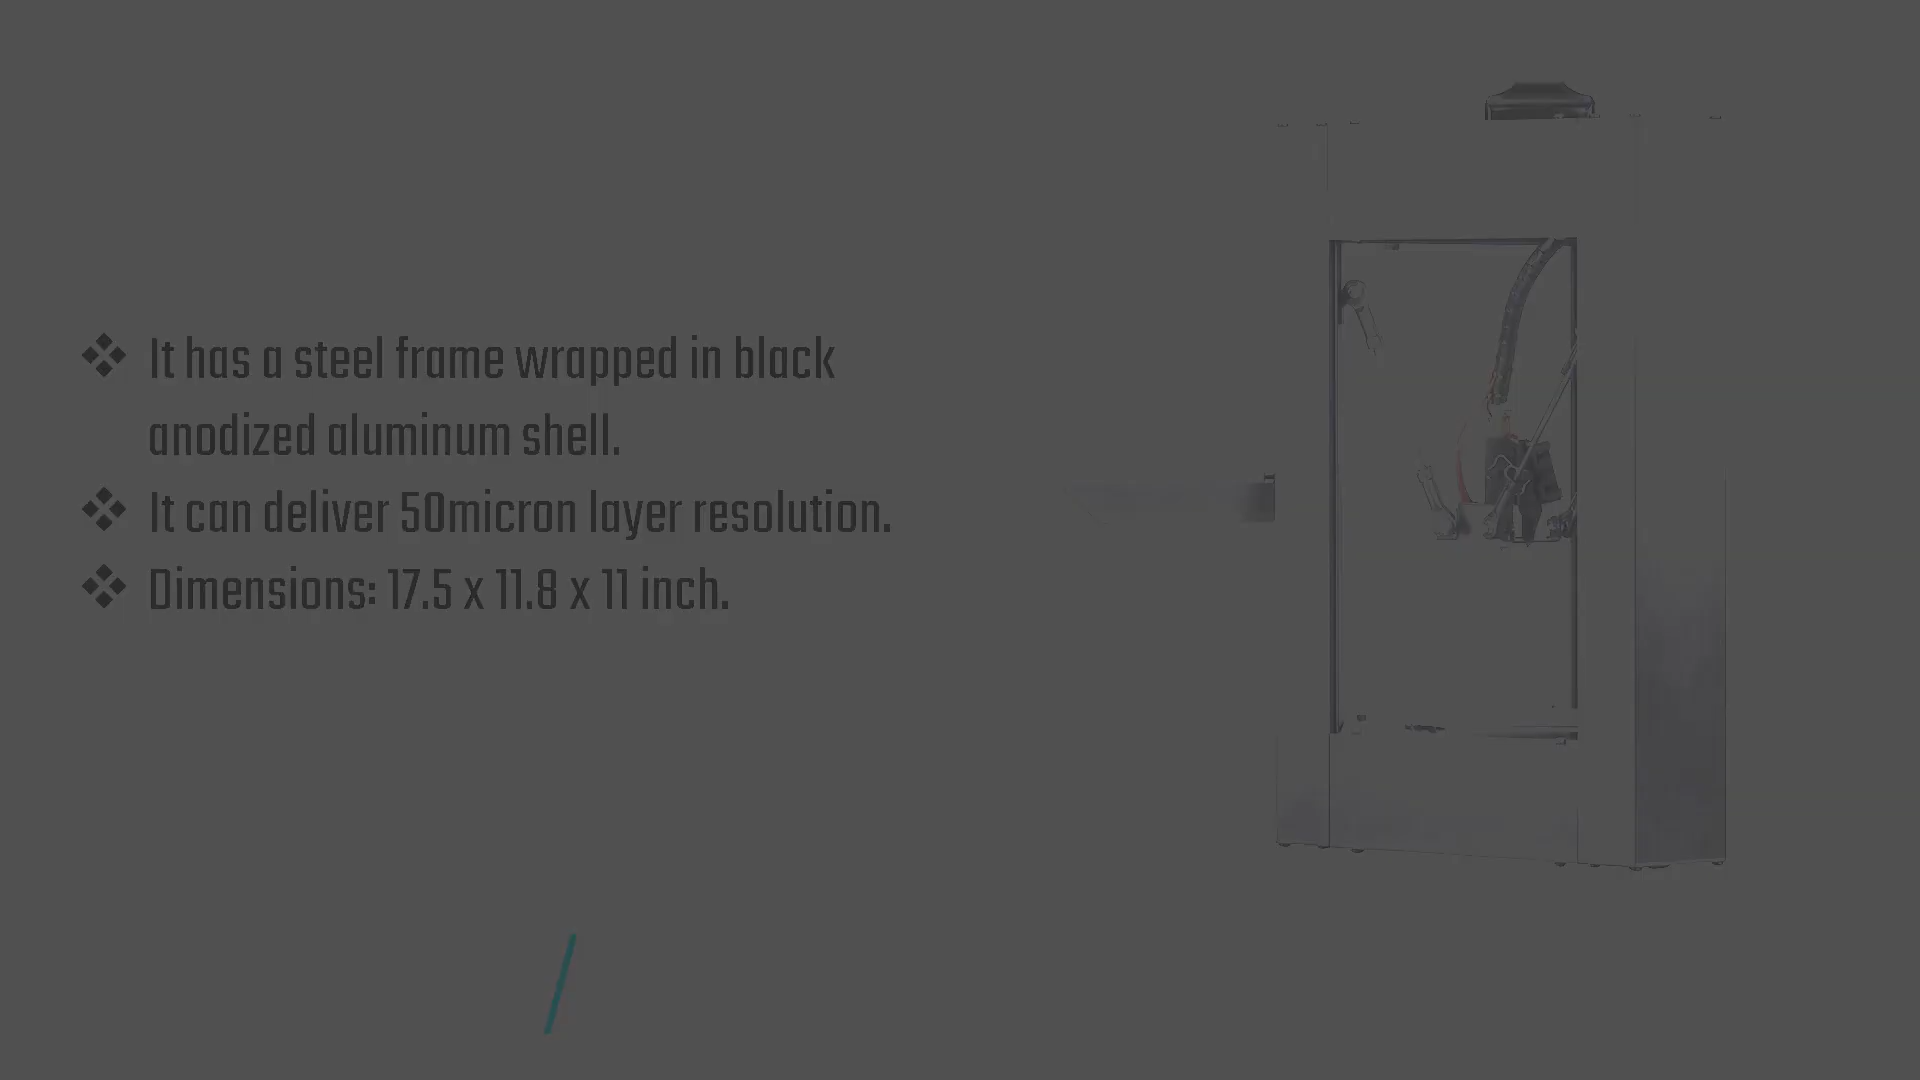 ❖ It has a steel frame wrapped in black
anodized aluminum shell.
❖ It can deliver 50micron layer resolution.
❖ Dimensions: 17.5 x 11.8 x 11 inch.